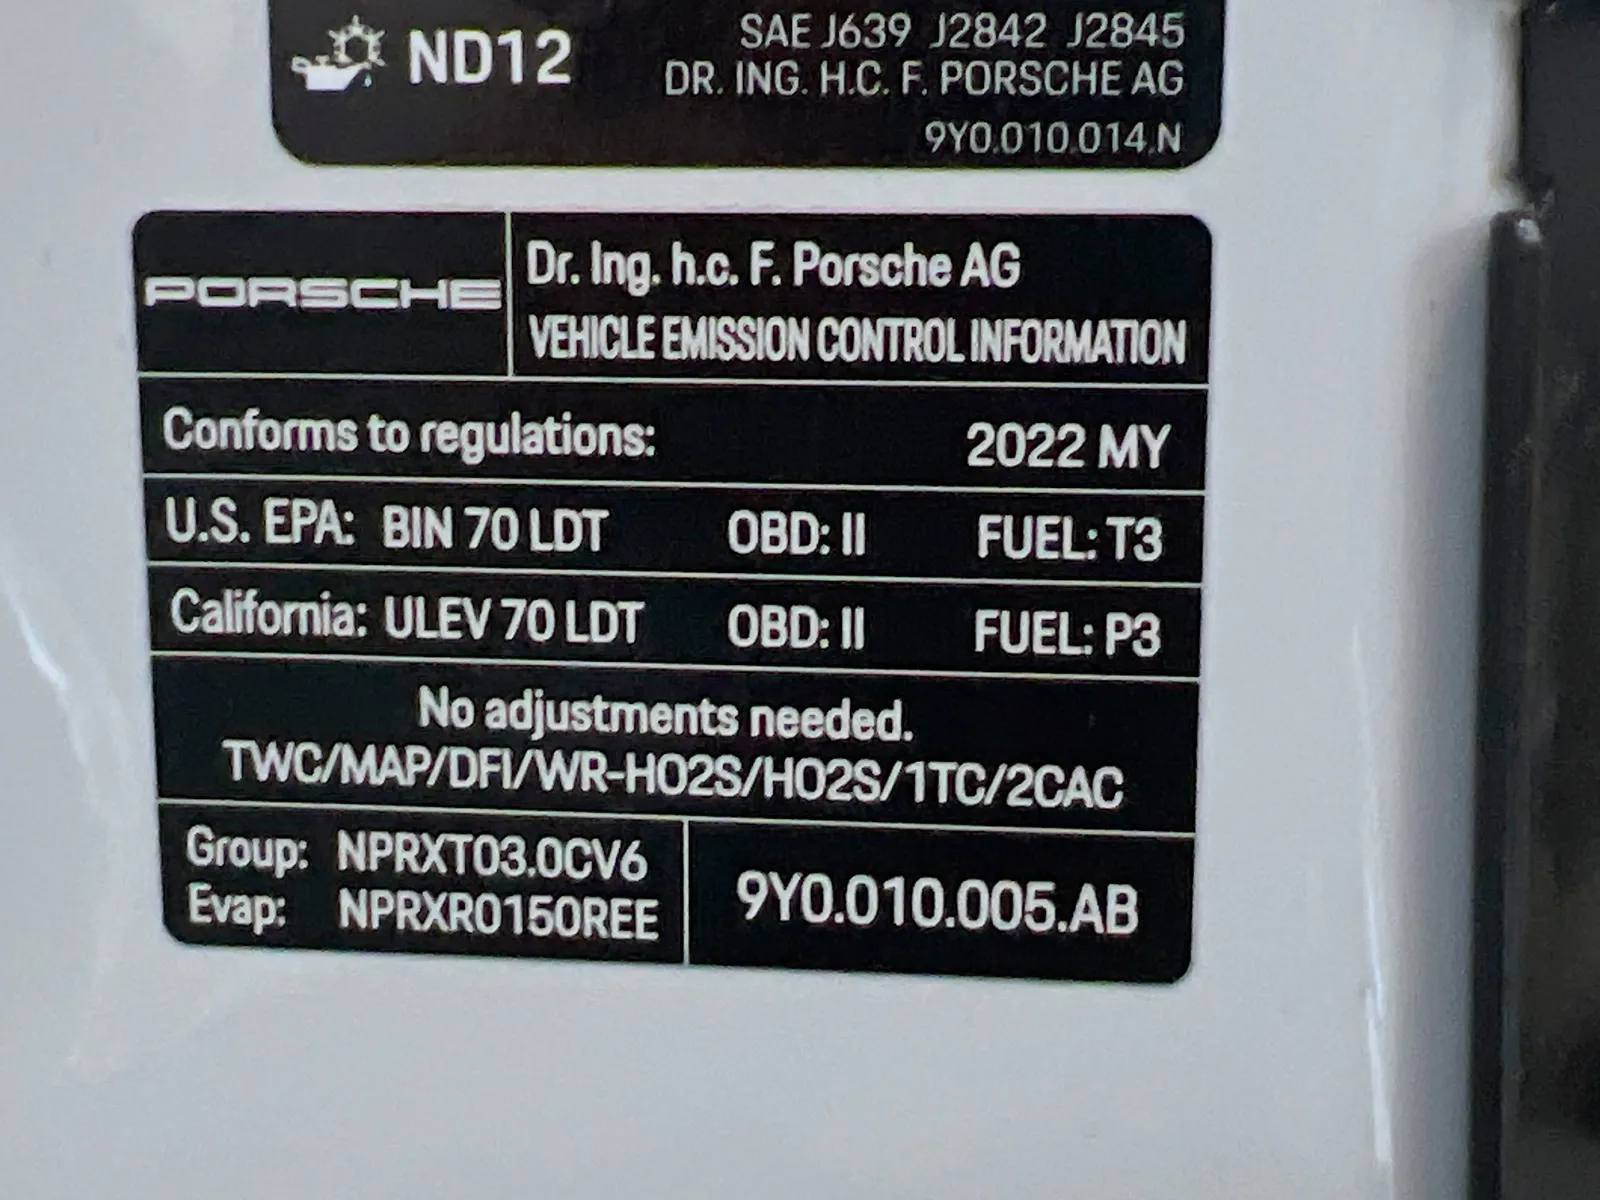 ND12
SAE J639 J2842 J2845
DR. ING. H.C. F. PORSCHE AG
9Y0.010.014.N
PORSCHE
Dr. Ing. h.c. F. Porsche AG
VEHICLE EMISSION CONTROL INFORMATION
Conforms to regulations: 2022 MY
U.S. EPA: BIN 70 LDT OBD: II FUEL: T3
California: ULEV 70 LDT OBD: II FUEL: P3
No adjustments needed.
TWC/MAP/DFI/WR-HO2S/HO2S/1TC/2CAC
Group: NPRXT03.0CV6
Evap: NPRXR0150REE
9Y0.010.005.AB